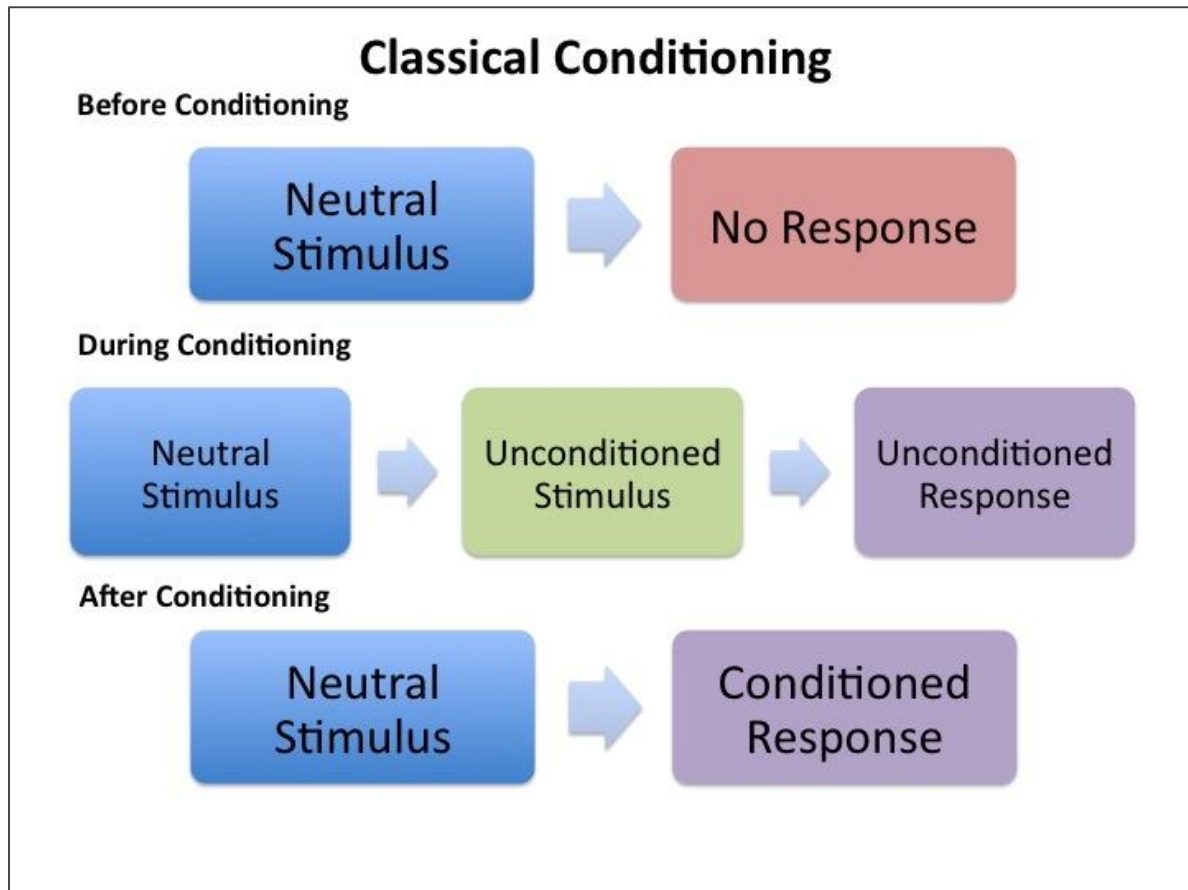 Classical Conditioning
Before Conditioning
Neutral
Stimulus
No Response
During Conditioning
Neutral
Stimulus
Unconditioned
Stimulus
Unconditioned
Response
After Conditioning
Neutral
Stimulus
Conditioned
Response